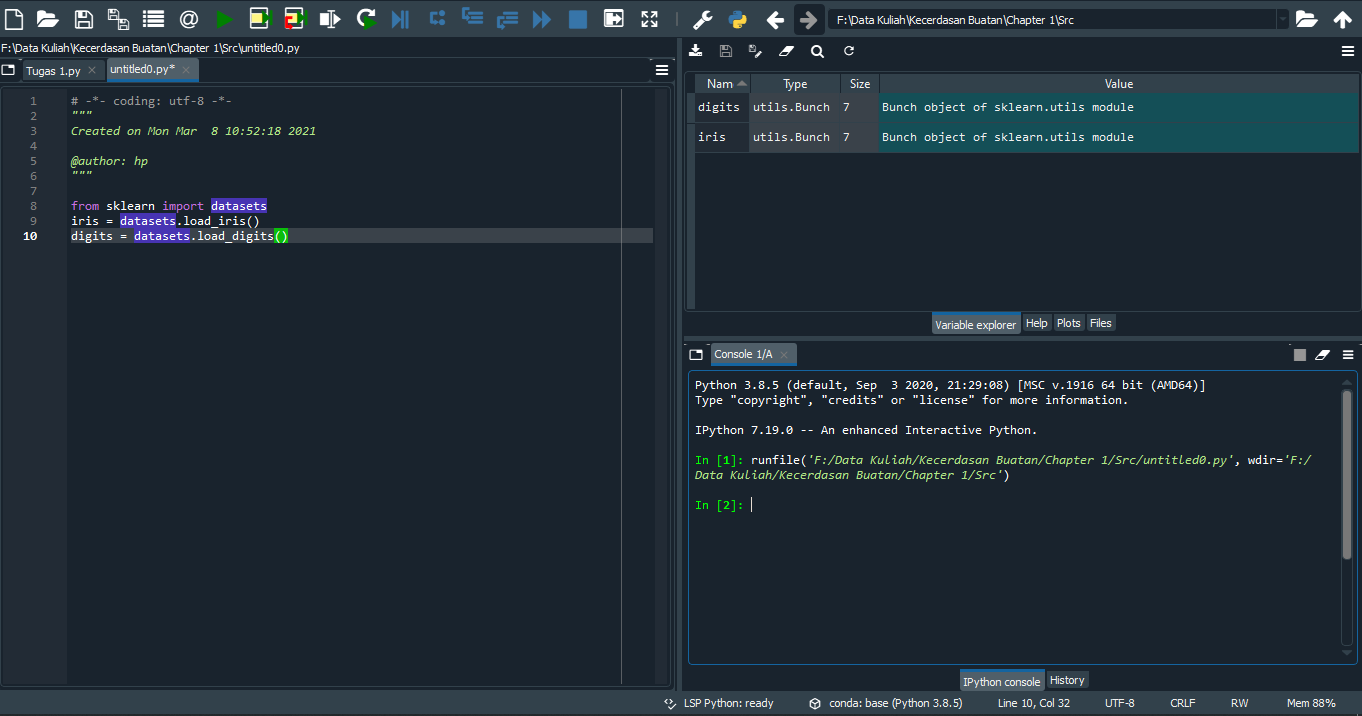 F:\Data Kuliah\Kecerdasan Buatan\Chapter 1\Src
F:\Data Kuliah\Kecerdasan Buatan\Chapter 1\Src\untitled0.py
Tugas 1.py
untitled0.py*
1 # -*- coding: utf-8 -*-
2 """
3 Created on Mon Mar  8 10:52:18 2021
4
5 @author: hp
6 """
7
8 from sklearn import datasets
9 iris = datasets.load_iris()
10 digits = datasets.load_digits()
Nam Type Size Value
digits utils.Bunch 7 Bunch object of sklearn.utils module
iris utils.Bunch 7 Bunch object of sklearn.utils module
Variable explorer Help Plots Files
Console 1/A
Python 3.8.5 (default, Sep  3 2020, 21:29:08) [MSC v.1916 64 bit (AMD64)]
Type "copyright", "credits" or "license" for more information.
IPython 7.19.0 -- An enhanced Interactive Python.
In [1]: runfile('F:/Data Kuliah/Kecerdasan Buatan/Chapter 1/Src/untitled0.py', wdir='F:/
Data Kuliah/Kecerdasan Buatan/Chapter 1/Src')
In [2]:
IPython console History
LSP Python: ready conda: base (Python 3.8.5) Line 10, Col 32 UTF-8 CRLF RW Mem 88%